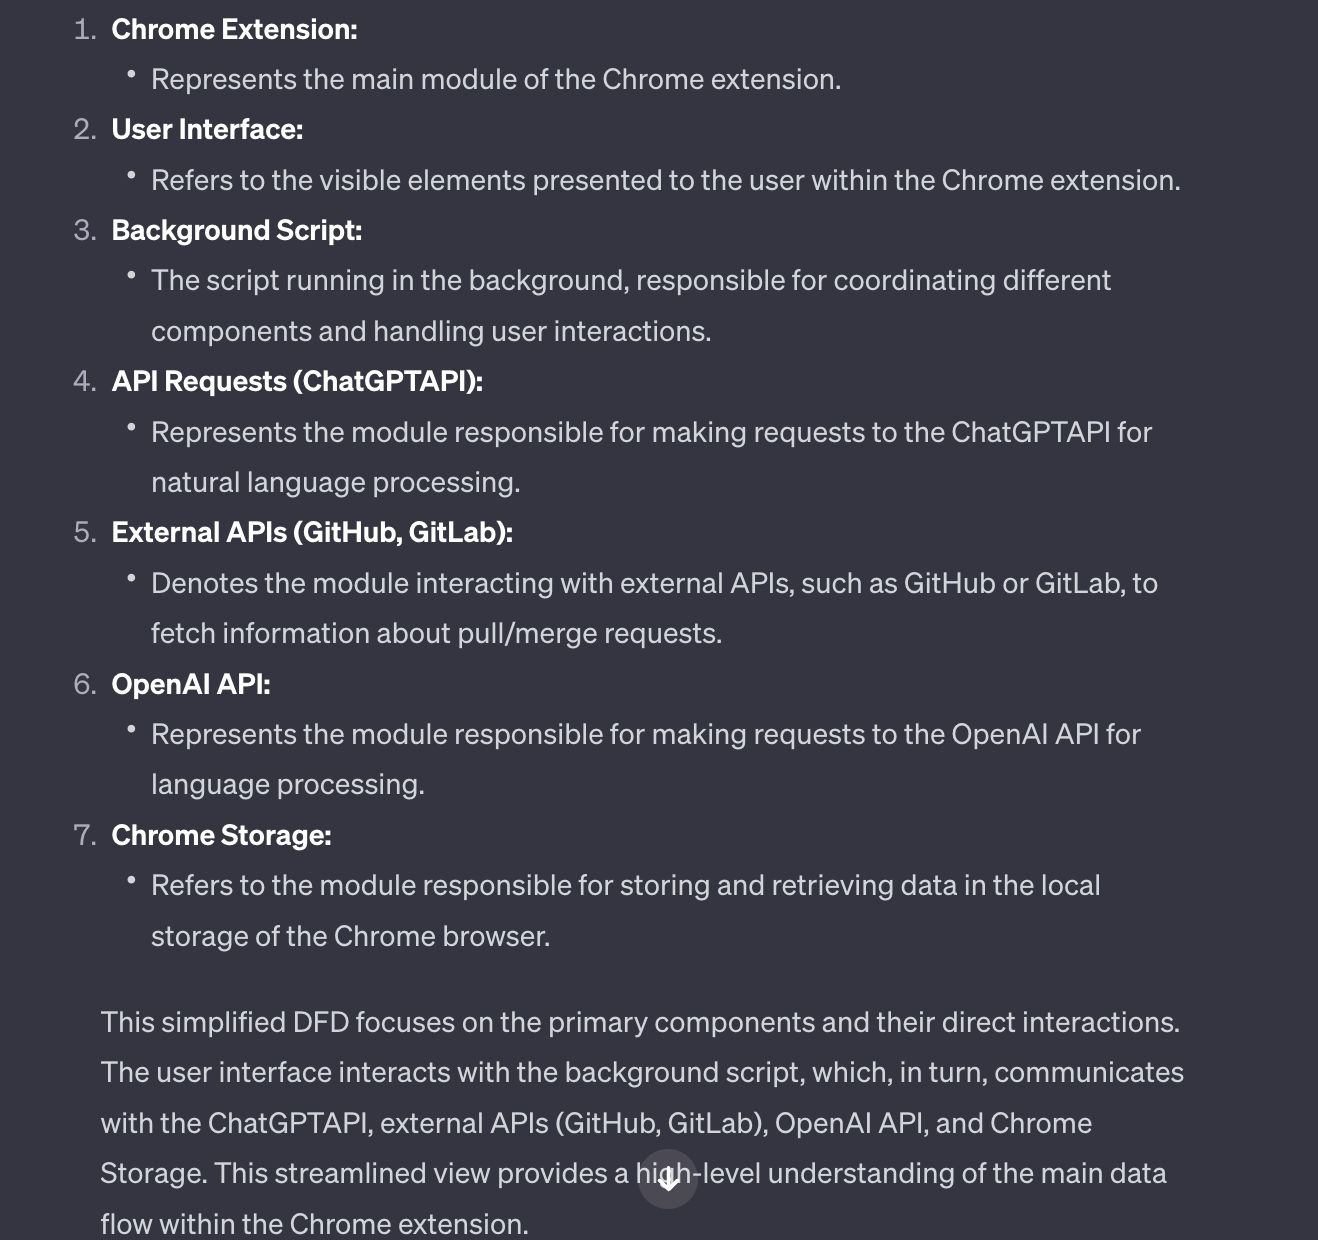 1. Chrome Extension:
• Represents the main module of the Chrome extension.
2. User Interface:
• Refers to the visible elements presented to the user within the Chrome extension.
3. Background Script:
• The script running in the background, responsible for coordinating different
components and handling user interactions.
4. API Requests (ChatGPTAPI):
• Represents the module responsible for making requests to the ChatGPTAPI for
natural language processing.
5. External APIs (GitHub, GitLab):
• Denotes the module interacting with external APIs, such as GitHub or GitLab, to
fetch information about pull/merge requests.
6. OpenAI API:
• Represents the module responsible for making requests to the OpenAI API for
language processing.
7. Chrome Storage:
• Refers to the module responsible for storing and retrieving data in the local
storage of the Chrome browser.
This simplified DFD focuses on the primary components and their direct interactions.
The user interface interacts with the background script, which, in turn, communicates
with the ChatGPTAPI, external APIs (GitHub, GitLab), OpenAI API, and Chrome
Storage. This streamlined view provides a high-level understanding of the main data
flow within the Chrome extension.